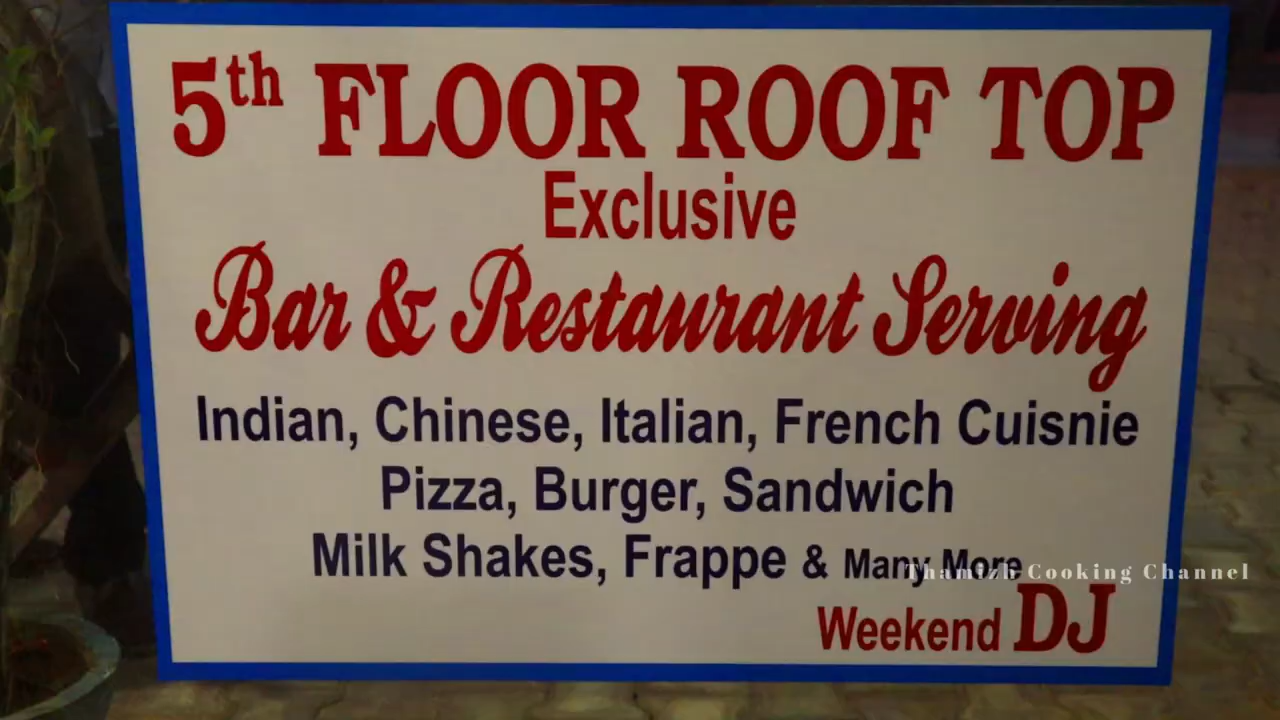 5th FLOOR ROOF TOP
Exclusive
Bar & Restaurant Serving
Indian, Chinese, Italian, French Cuisnie
Pizza, Burger, Sandwich
Milk Shakes, Frappe & Many More
Thamizh Cooking Channel
Weekend DJ